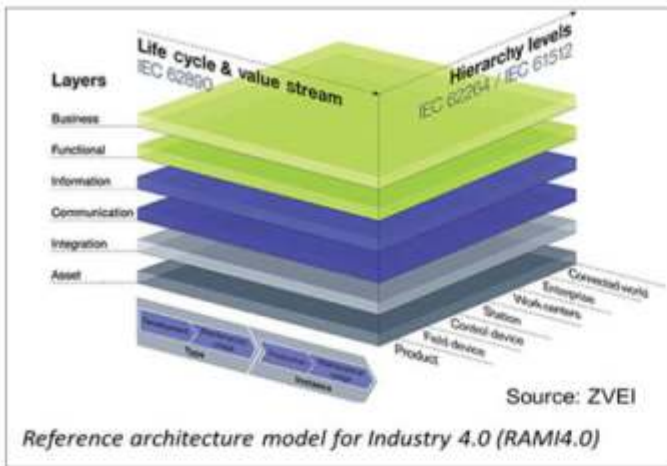 Life cycle & value stream
IEC 62890
Hierarchy levels
IEC 62264 / IEC 61512
Layers
Business
Functional
Information
Communication
Integration
Asset
Connected world
Enterprise
Work centers
Station
Control device
Field device
Product
Development
Type
Instance
Source: ZVEI
Reference architecture model for Industry 4.0 (RAMI4.0)